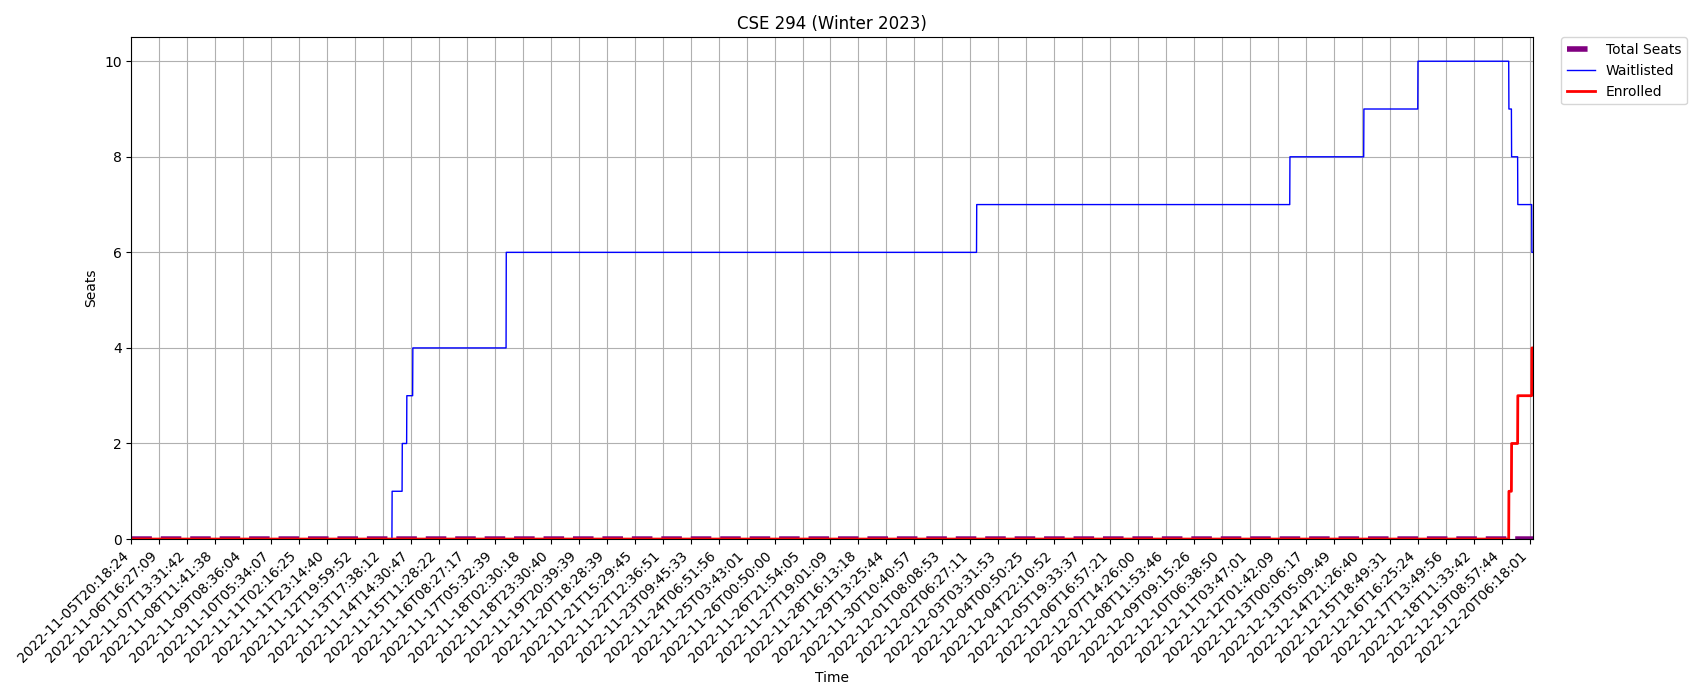 CSE 294 (Winter 2023)
Total Seats
Waitlisted
Enrolled
Seats
10
8
6
4
2
0
2022-11-05T20:18:24
2022-11-06T16:27:09
2022-11-07T13:31:42
2022-11-08T11:41:38
2022-11-09T08:36:04
2022-11-10T05:34:07
2022-11-11T02:16:25
2022-11-11T23:14:40
2022-11-12T19:59:52
2022-11-13T17:38:12
2022-11-14T14:30:47
2022-11-15T11:28:22
2022-11-16T08:27:17
2022-11-17T05:32:39
2022-11-18T02:30:18
2022-11-18T23:30:40
2022-11-19T20:39:39
2022-11-20T18:28:39
2022-11-21T15:29:45
2022-11-22T12:36:51
2022-11-23T09:45:33
2022-11-24T06:51:56
2022-11-25T03:43:01
2022-11-26T00:50:00
2022-11-26T21:54:05
2022-11-27T19:01:09
2022-11-28T16:13:18
2022-11-29T13:25:44
2022-11-30T10:40:57
2022-12-01T08:08:53
2022-12-02T06:27:11
2022-12-03T03:31:53
2022-12-04T00:50:25
2022-12-04T22:10:52
2022-12-05T19:33:37
2022-12-06T16:57:21
2022-12-07T14:26:00
2022-12-08T11:53:46
2022-12-09T09:15:26
2022-12-10T06:38:50
2022-12-11T03:47:01
2022-12-12T01:42:09
2022-12-13T00:06:17
2022-12-13T05:09:49
2022-12-14T21:26:40
2022-12-15T18:49:31
2022-12-16T16:25:24
2022-12-17T13:49:56
2022-12-18T11:33:42
2022-12-19T08:57:44
2022-12-20T06:18:01
Time